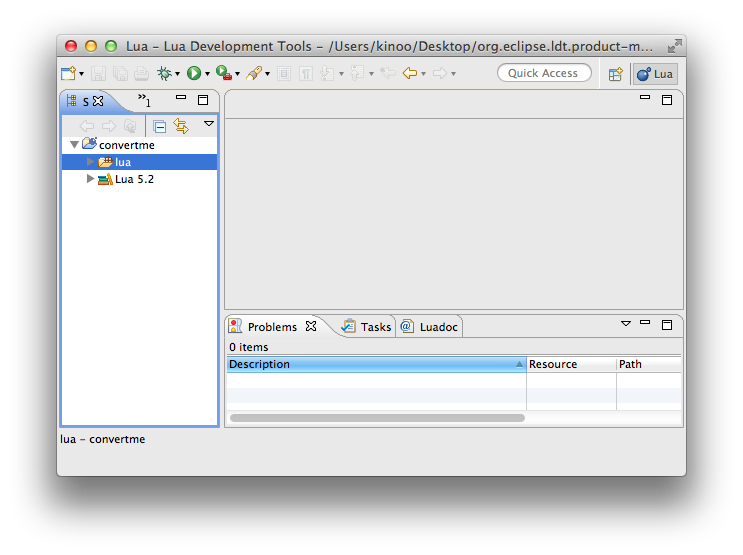 Lua – Lua Development Tools – /Users/kinoo/Desktop/org.eclipse.ldt.product–m...
Quick Access
Lua
S
»1
convertme
lua
Lua 5.2
Problems
Tasks
Luadoc
0 items
Description
Resource
Path
lua – convertme